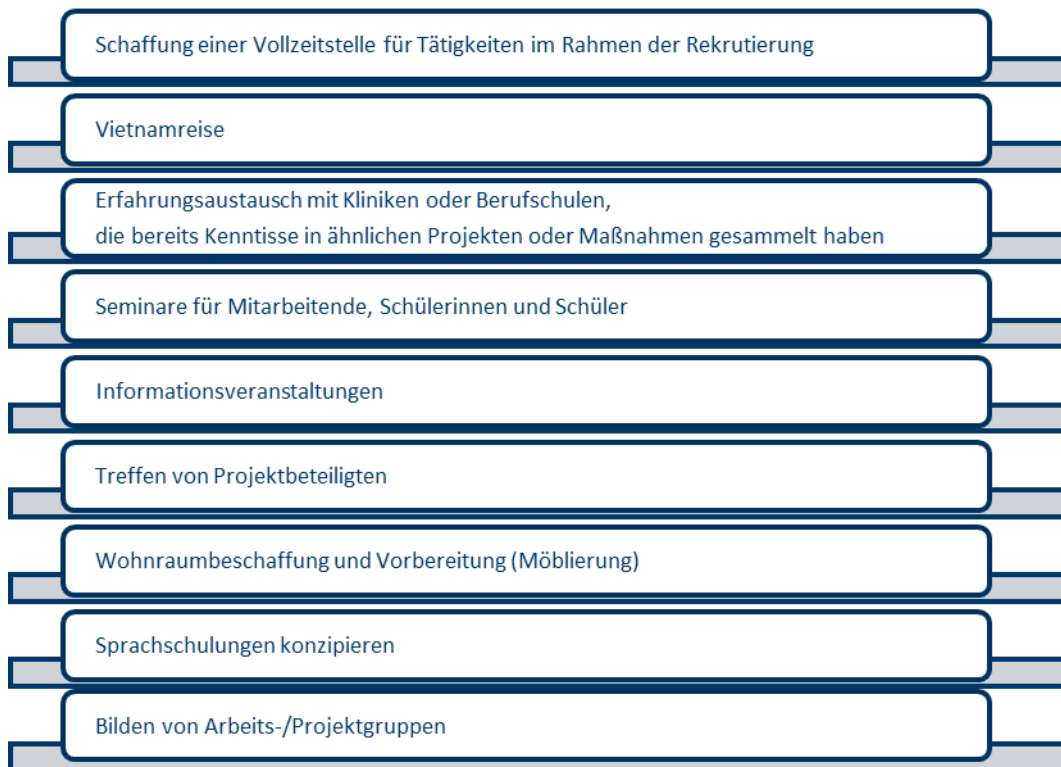 Schaffung einer Vollzeitstelle für Tätigkeiten im Rahmen der Rekrutierung
Vietnamreise
Erfahrungsaustausch mit Kliniken oder Berufschulen,
die bereits Kenntisse in ähnlichen Projekten oder Maßnahmen gesammelt haben
Seminare für Mitarbeitende, Schülerinnen und Schüler
Informationsveranstaltungen
Treffen von Projektbeteiligten
Wohnraumbeschaffung und Vorbereitung (Möblierung)
Sprachschulungen konzipieren
Bilden von Arbeits-/Projektgruppen